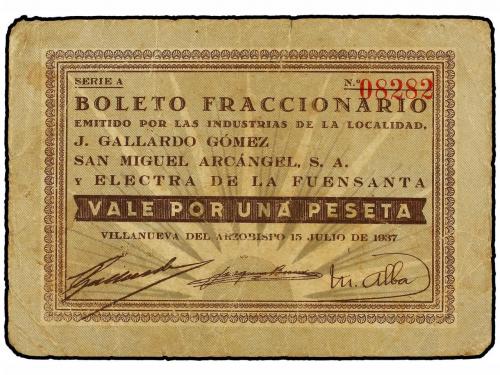 SERIE A
N.º 08282
BOLETO FRACCIONARIO
EMITIDO POR LAS INDUSTRIAS DE LA LOCALIDAD,
J. GALLARDO GÓMEZ
SAN MIGUEL ARCÁNGEL, S. A.
Y ELECTRA DE LA FUENSANTA
VALE POR UNA PESETA
VILLANUEVA DEL ARZOBISPO 15 JULIO DE 1937
M. Alba